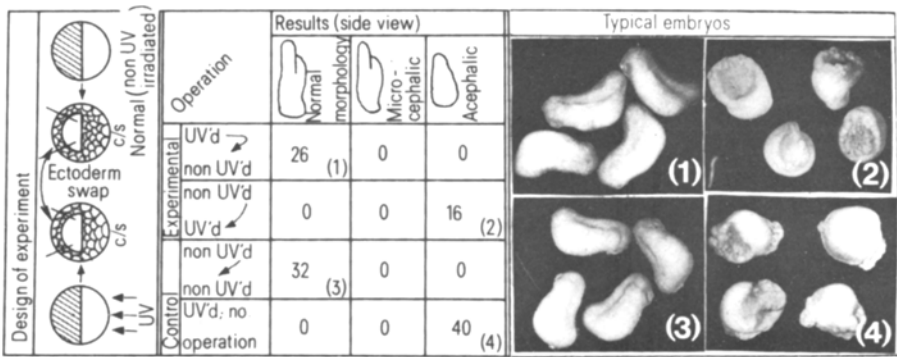 Design of experiment
Normal (non UV irradiated)
c/s
Ectoderm
swap
c/s
UV
Operation
Results (side view)
Normal
morphology
Micro-
cephalic
Acephalic
Experimental
UV'd
non UV'd
26
(1)
0
0
non UV'd
UV'd
0
0
16
(2)
Control
non UV'd
non UV'd
32
(3)
0
0
UV'd; no
operation
0
0
40
(4)
Typical embryos
(1)
(2)
(3)
(4)